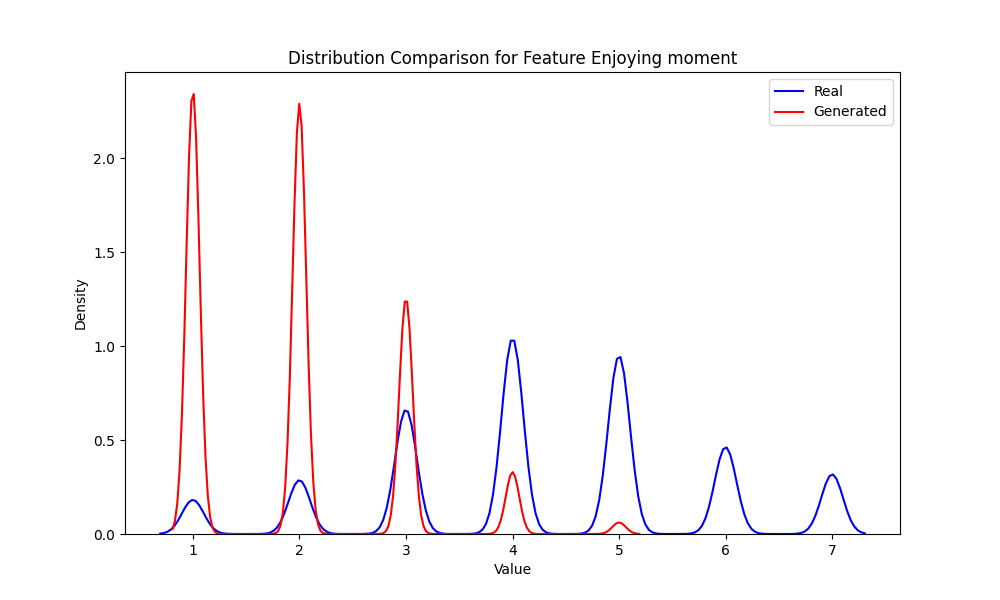 Distribution Comparison for Feature Enjoying moment
Real
Generated
Density
2.0
1.5
1.0
0.5
0.0
1 2 3 4 5 6 7
Value